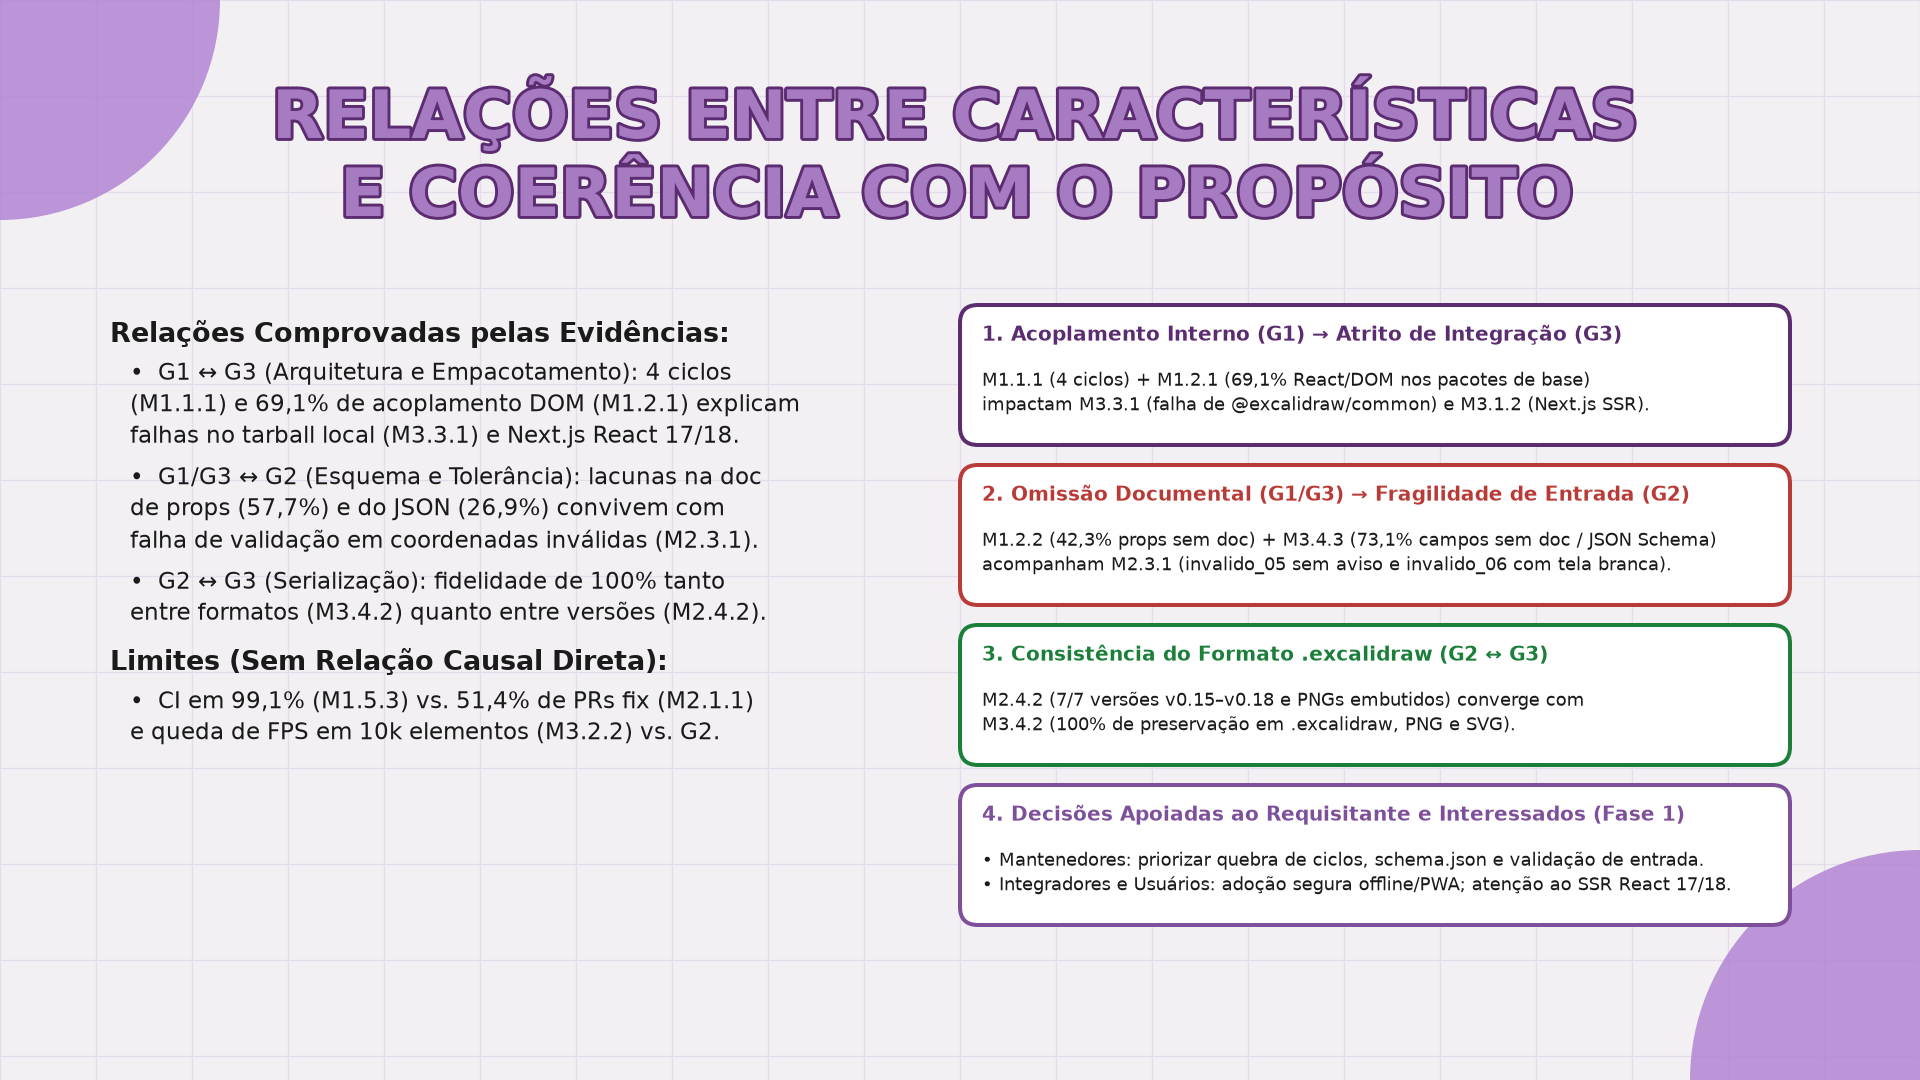 RELAÇÕES ENTRE CARACTERÍSTICAS
E COERÊNCIA COM O PROPÓSITO
Relações Comprovadas pelas Evidências:
• G1 ↔ G3 (Arquitetura e Empacotamento): 4 ciclos
(M1.1.1) e 69,1% de acoplamento DOM (M1.2.1) explicam
falhas no tarball local (M3.3.1) e Next.js React 17/18.
• G1/G3 ↔ G2 (Esquema e Tolerância): lacunas na doc
de props (57,7%) e do JSON (26,9%) convivem com
falha de validação em coordenadas inválidas (M2.3.1).
• G2 ↔ G3 (Serialização): fidelidade de 100% tanto
entre formatos (M3.4.2) quanto entre versões (M2.4.2).
Limites (Sem Relação Causal Direta):
• CI em 99,1% (M1.5.3) vs. 51,4% de PRs fix (M2.1.1)
e queda de FPS em 10k elementos (M3.2.2) vs. G2.
1. Acoplamento Interno (G1) → Atrito de Integração (G3)
M1.1.1 (4 ciclos) + M1.2.1 (69,1% React/DOM nos pacotes de base)
impactam M3.3.1 (falha de @excalidraw/common) e M3.1.2 (Next.js SSR).
2. Omissão Documental (G1/G3) → Fragilidade de Entrada (G2)
M1.2.2 (42,3% props sem doc) + M3.4.3 (73,1% campos sem doc / JSON Schema)
acompanham M2.3.1 (invalido_05 sem aviso e invalido_06 com tela branca).
3. Consistência do Formato .excalidraw (G2 ↔ G3)
M2.4.2 (7/7 versões v0.15–v0.18 e PNGs embutidos) converge com
M3.4.2 (100% de preservação em .excalidraw, PNG e SVG).
4. Decisões Apoiadas ao Requisitante e Interessados (Fase 1)
• Mantenedores: priorizar quebra de ciclos, schema.json e validação de entrada.
• Integradores e Usuários: adoção segura offline/PWA; atenção ao SSR React 17/18.